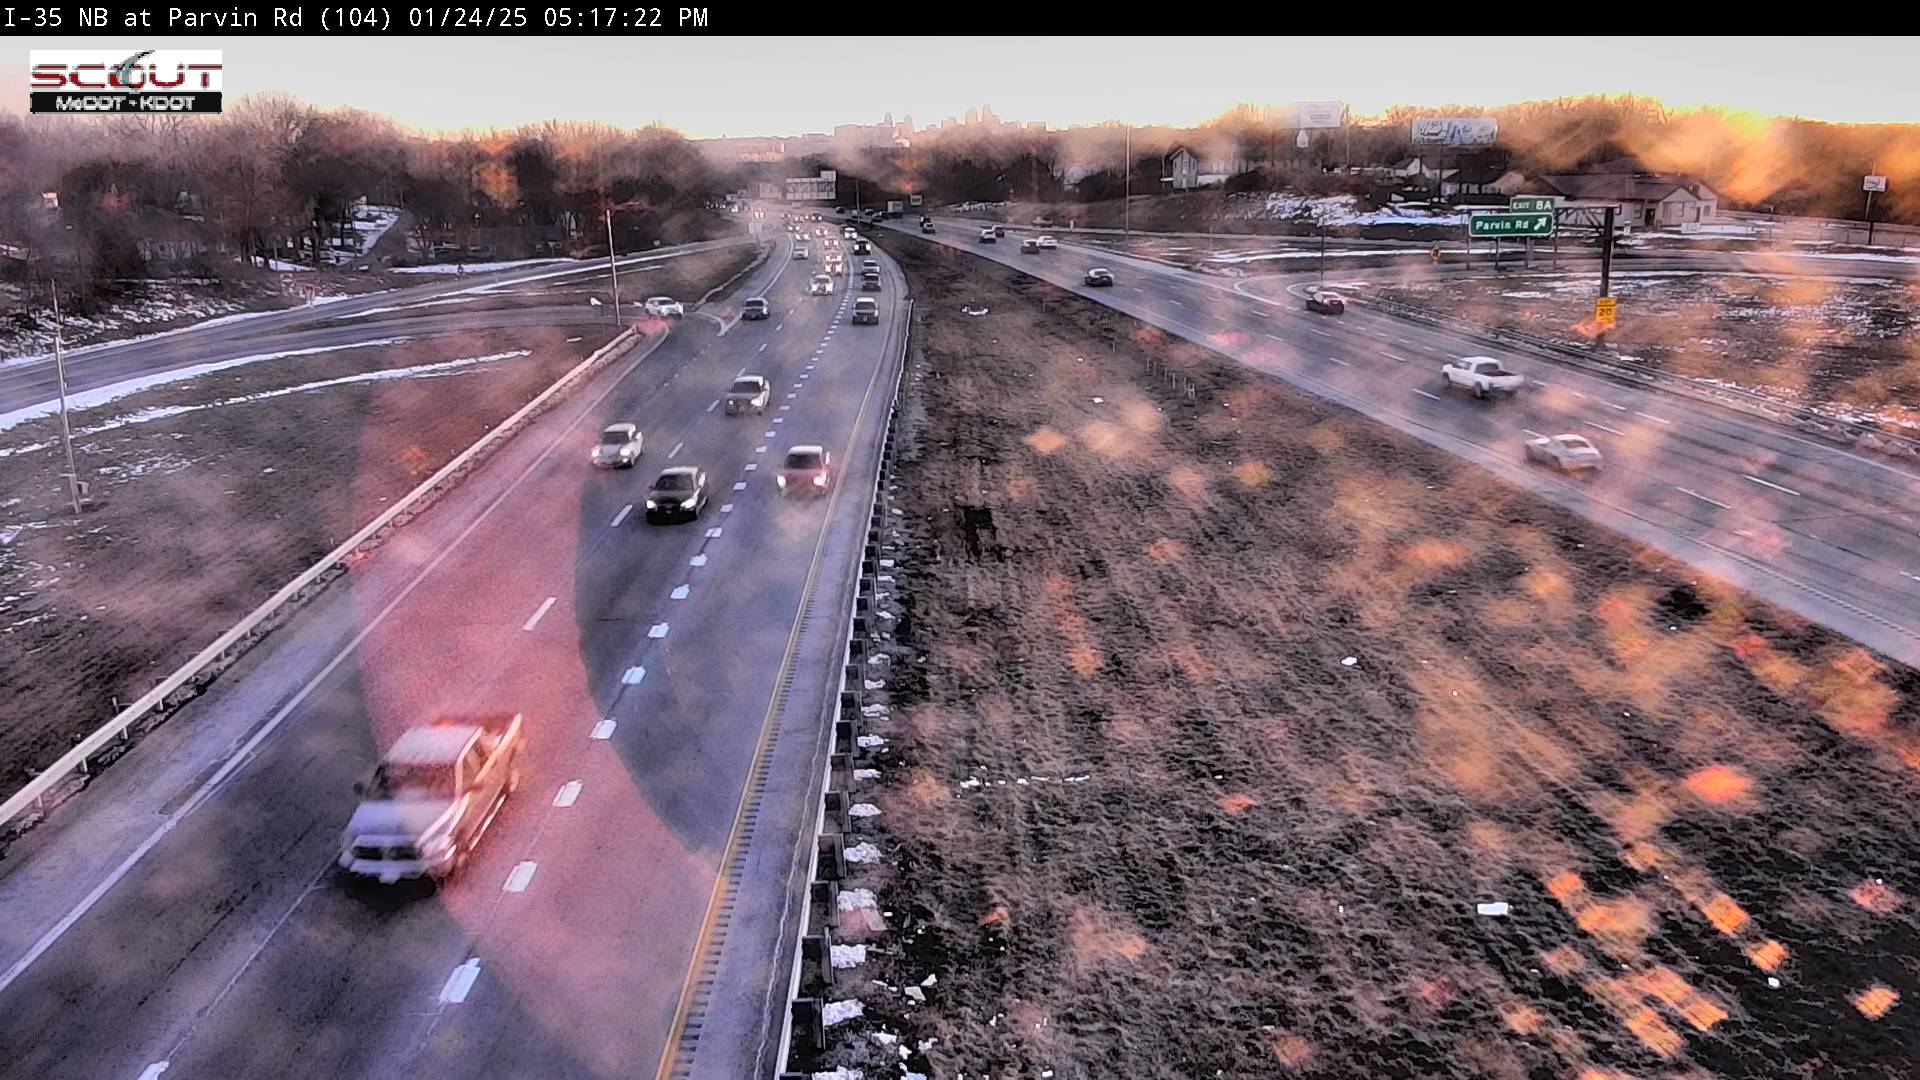 I-35 NB at Parvin Rd (104) 01/24/25 05:17:22 PM
SCOUT
MoDOT - KDOT
EXIT 8A
Parvin Rd
20